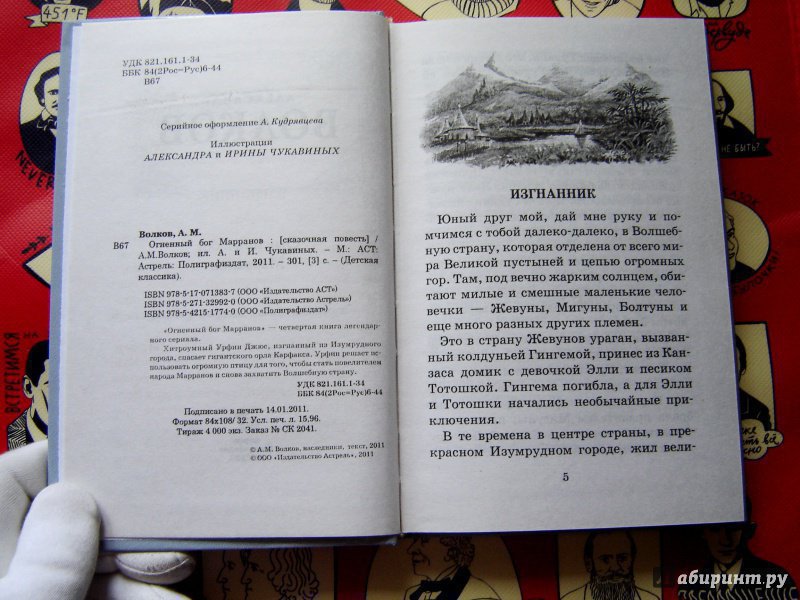 451°F
УДК 821.161.1-34
ББК 84(2Рос=Рус)6-44
В67
Серийное оформление А. Кудрявцева
Иллюстрации
АЛЕКСАНДРА и ИРИНЫ ЧУКАВИНЫХ
Волков, А. М.
В67 Огненный бог Марранов : [сказочная повесть] /
А.М.Волков; ил. А. и И. Чукавиных. – М.: АСТ:
Астрель: Полиграфиздат, 2011. – 301, [3] с. – (Детская
классика).
ISBN 978-5-17-071383-7 (ООО «Издательство АСТ»)
ISBN 978-5-271-32992-0 (ООО «Издательство Астрель»)
ISBN 978-5-4215-1774-0 (ООО «Полиграфиздат»)
«Огненный бог Марранов» — четвертая книга легендар-
ного сериала.
Хитроумный Урфин Джюс, изгнанный из Изумрудного
города, спасает гигантского орла Карфакса. Урфин решает ис-
пользовать огромную птицу для того, чтобы стать повелителем
народа Марранов и снова захватить Волшебную страну.
УДК 821.161.1-34
ББК 84(2Рос=Рус)6-44
Подписано в печать 14.01.2011.
Формат 84х108/ 32. Усл. печ. л. 15,96.
Тираж 4 000 экз. Заказ № СК 2041.
© А.М. Волков, наследники, текст, 2011
© ООО «Издательство Астрель», 2011
ИЗГНАННИК
Юный друг мой, дай мне руку и по-
мчимся с тобой далеко-далеко, в Волшеб-
ную страну, которая отделена от всего ми-
ра Великой пустыней и цепью огромных
гор. Там, под вечно жарким солнцем, оби-
тают милые и смешные маленькие чело-
вечки — Жевуны, Мигуны, Болтуны и
еще много разных других племен.
Это в страну Жевунов ураган, вызван-
ный колдуньей Гингемой, принес из Кан-
заса домик с девочкой Элли и песиком
Тотошкой. Гингема погибла, а для Элли
и Тотошки начались необычайные при-
ключения.
В те времена в центре страны, в пре-
красном Изумрудном городе, жил вели-
5
NEVER
ВСТРЕТИМСЯ
НЕ БЫТЬ?
лабиринт.ру